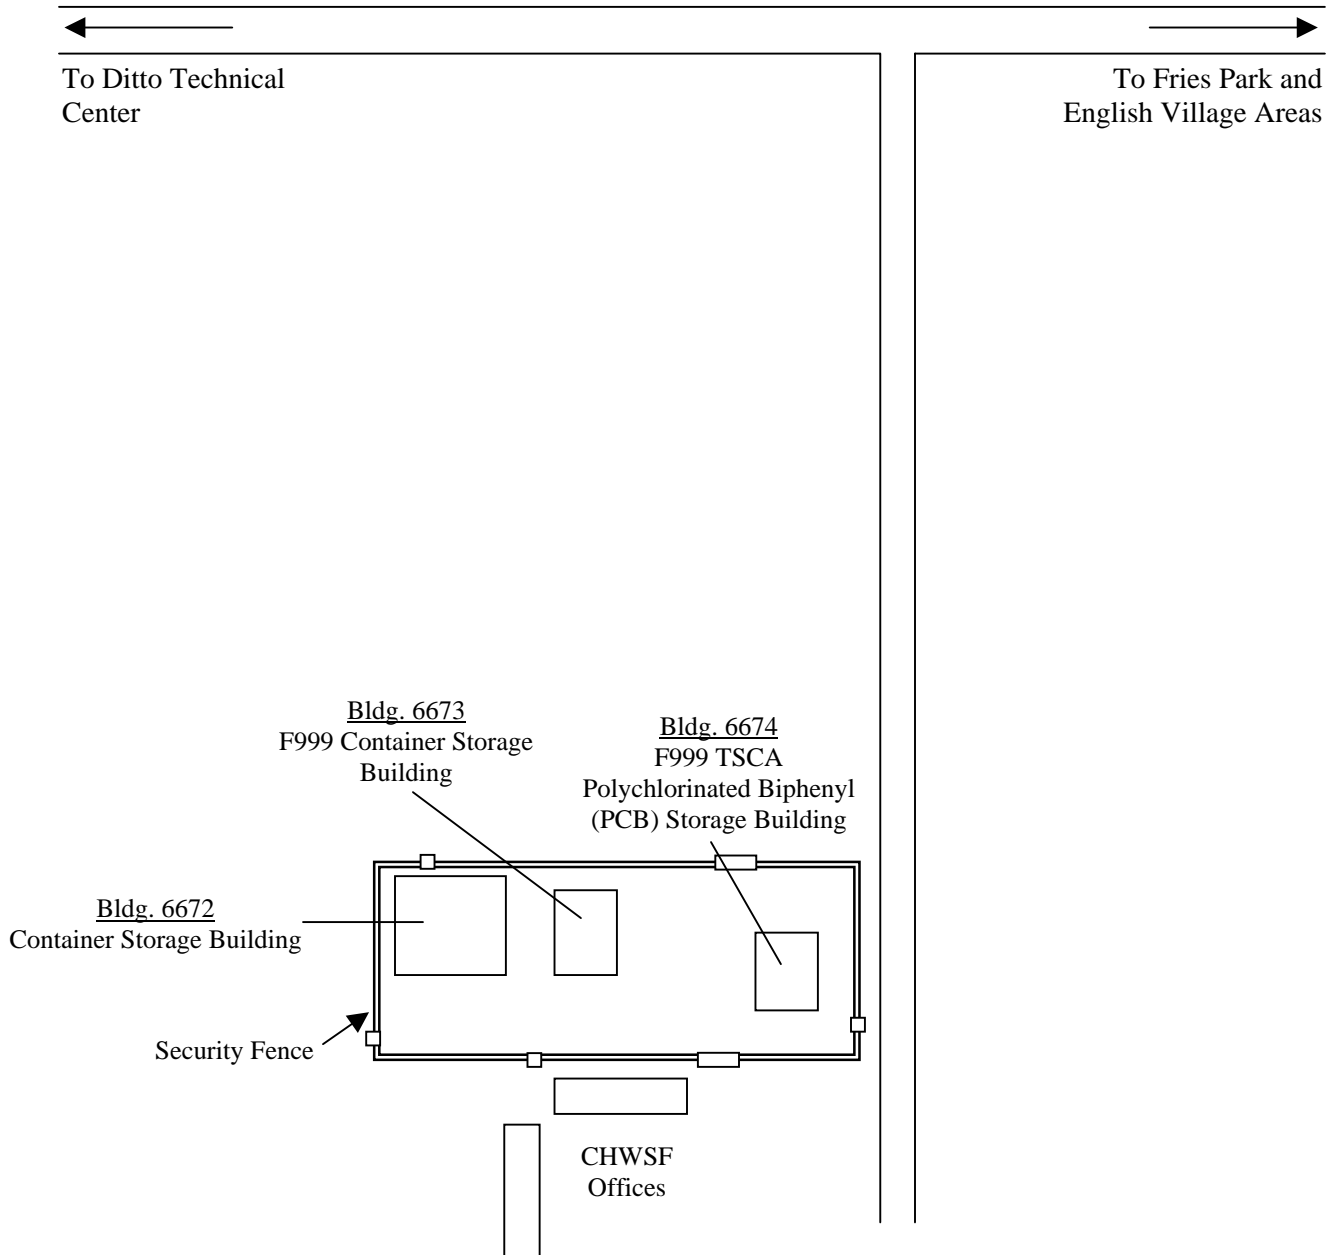 To Ditto Technical
Center
To Fries Park and
English Village Areas
Bldg. 6673
F999 Container Storage
Building
Bldg. 6674
F999 TSCA
Polychlorinated Biphenyl
(PCB) Storage Building
Bldg. 6672
Container Storage Building
Security Fence
CHWSF
Offices